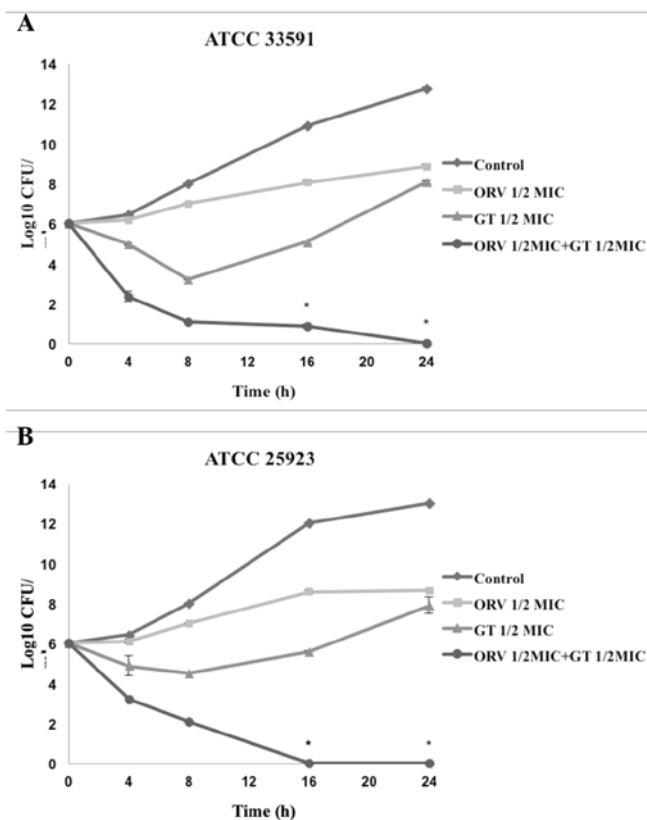 A
ATCC 33591
14
12
10
8
6
4
2
0
Log10 CFU/
0 4 8 12 16 20 24
Time (h)
Control
ORV 1/2 MIC
GT 1/2 MIC
ORV 1/2MIC+GT 1/2MIC
*
*
B
ATCC 25923
14
12
10
8
6
4
2
0
Log10 CFU/
0 4 8 12 16 20 24
Time (h)
Control
ORV 1/2 MIC
GT 1/2 MIC
ORV 1/2MIC+GT 1/2MIC
*
*